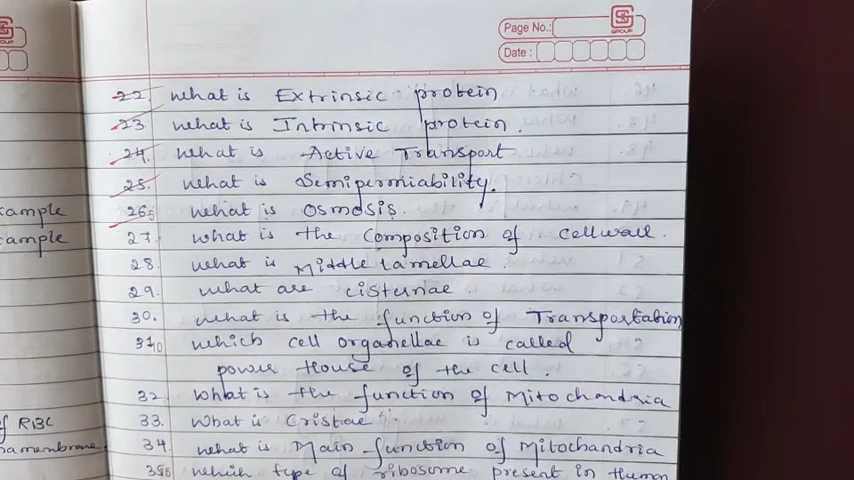 Page No.:
GROUP
Date :
22. What is Extrinsic protein
23. What is Intrinsic protein.
24. What is Active Transport
25. What is Semipermiability.
26. What is osmosis.
27. What is the Composition of cellwall.
28. What is Middle lamellae.
29. What are cisternae.
30. What is the function of Transportation
31. which cell organellae is called
power House of the cell.
32. What is the function of Mitochondria
33. What is Cristae
34. What is Main function of Mitochondria
35. which type of ribosome present in Human
xample
xample
of RBC
membrane